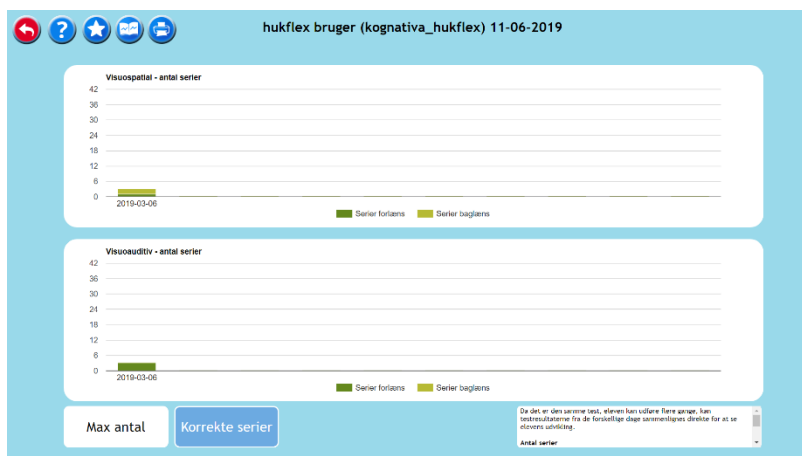 hukflex bruger (kognativa_hukflex) 11-06-2019
Visuospatial - antal serier
42
36
30
24
18
12
6
0
2019-03-06
Serier forlæns Serier baglæns
Visuoauditiv - antal serier
42
36
30
24
18
12
6
0
2019-03-06
Serier forlæns Serier baglæns
Max antal
Korrekte serier
Da det er den samme test, eleven kan udføre flere gange, kan
testresultaterne fra de forskellige dage sammenlignes direkte for at se
elevens udvikling.
Antal serier